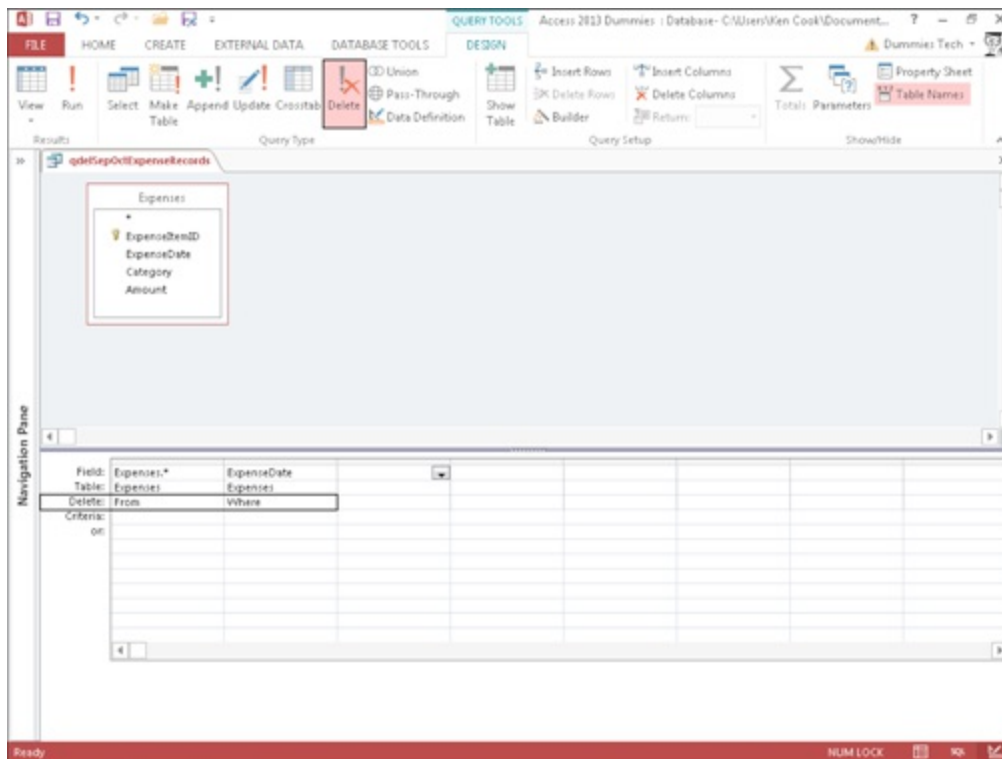 QUERY TOOLS Access 2013 Dummies : Database- C:\Users\Ken Cook\Document... ?
FILE HOME CREATE EXTERNAL DATA DATABASE TOOLS DESIGN Dummies Tech
View Run Select Make Table Append Update Crosstab Delete
Union
Pass-Through
Data Definition
Show Table
Insert Rows
Delete Rows
Builder
Insert Columns
Delete Columns
Return:
Totals Parameters
Property Sheet
Table Names
Results Query Type Query Setup Show/Hide
qdelSepOctExpenseRecords
Expenses
*
ExpenseItemID
ExpenseDate
Category
Amount
Navigation Pane
Field: Expenses.* ExpenseDate
Table: Expenses Expenses
Delete: From Where
Criteria:
or:
Ready NUM LOCK SQL